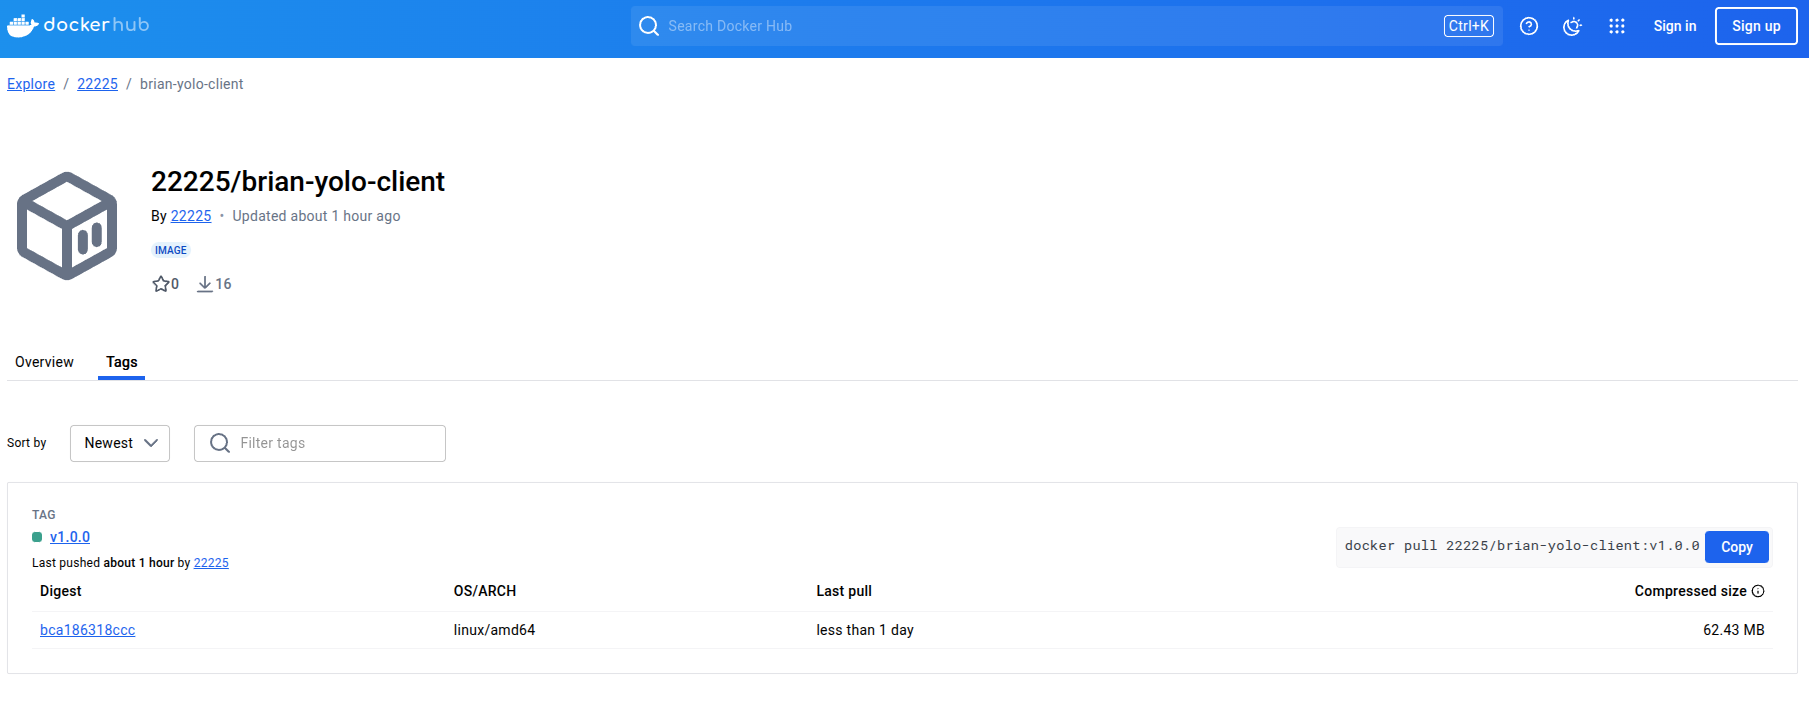 dockerhub
Search Docker Hub
Ctrl+K
Sign in
Sign up
Explore / 22225 / brian-yolo-client
22225/brian-yolo-client
By 22225 • Updated about 1 hour ago
IMAGE
0 16
Overview
Tags
Sort by
Newest
Filter tags
TAG
v1.0.0
Last pushed about 1 hour by 22225
docker pull 22225/brian-yolo-client:v1.0.0
Copy
Digest OS/ARCH Last pull Compressed size
bca186318ccc linux/amd64 less than 1 day 62.43 MB